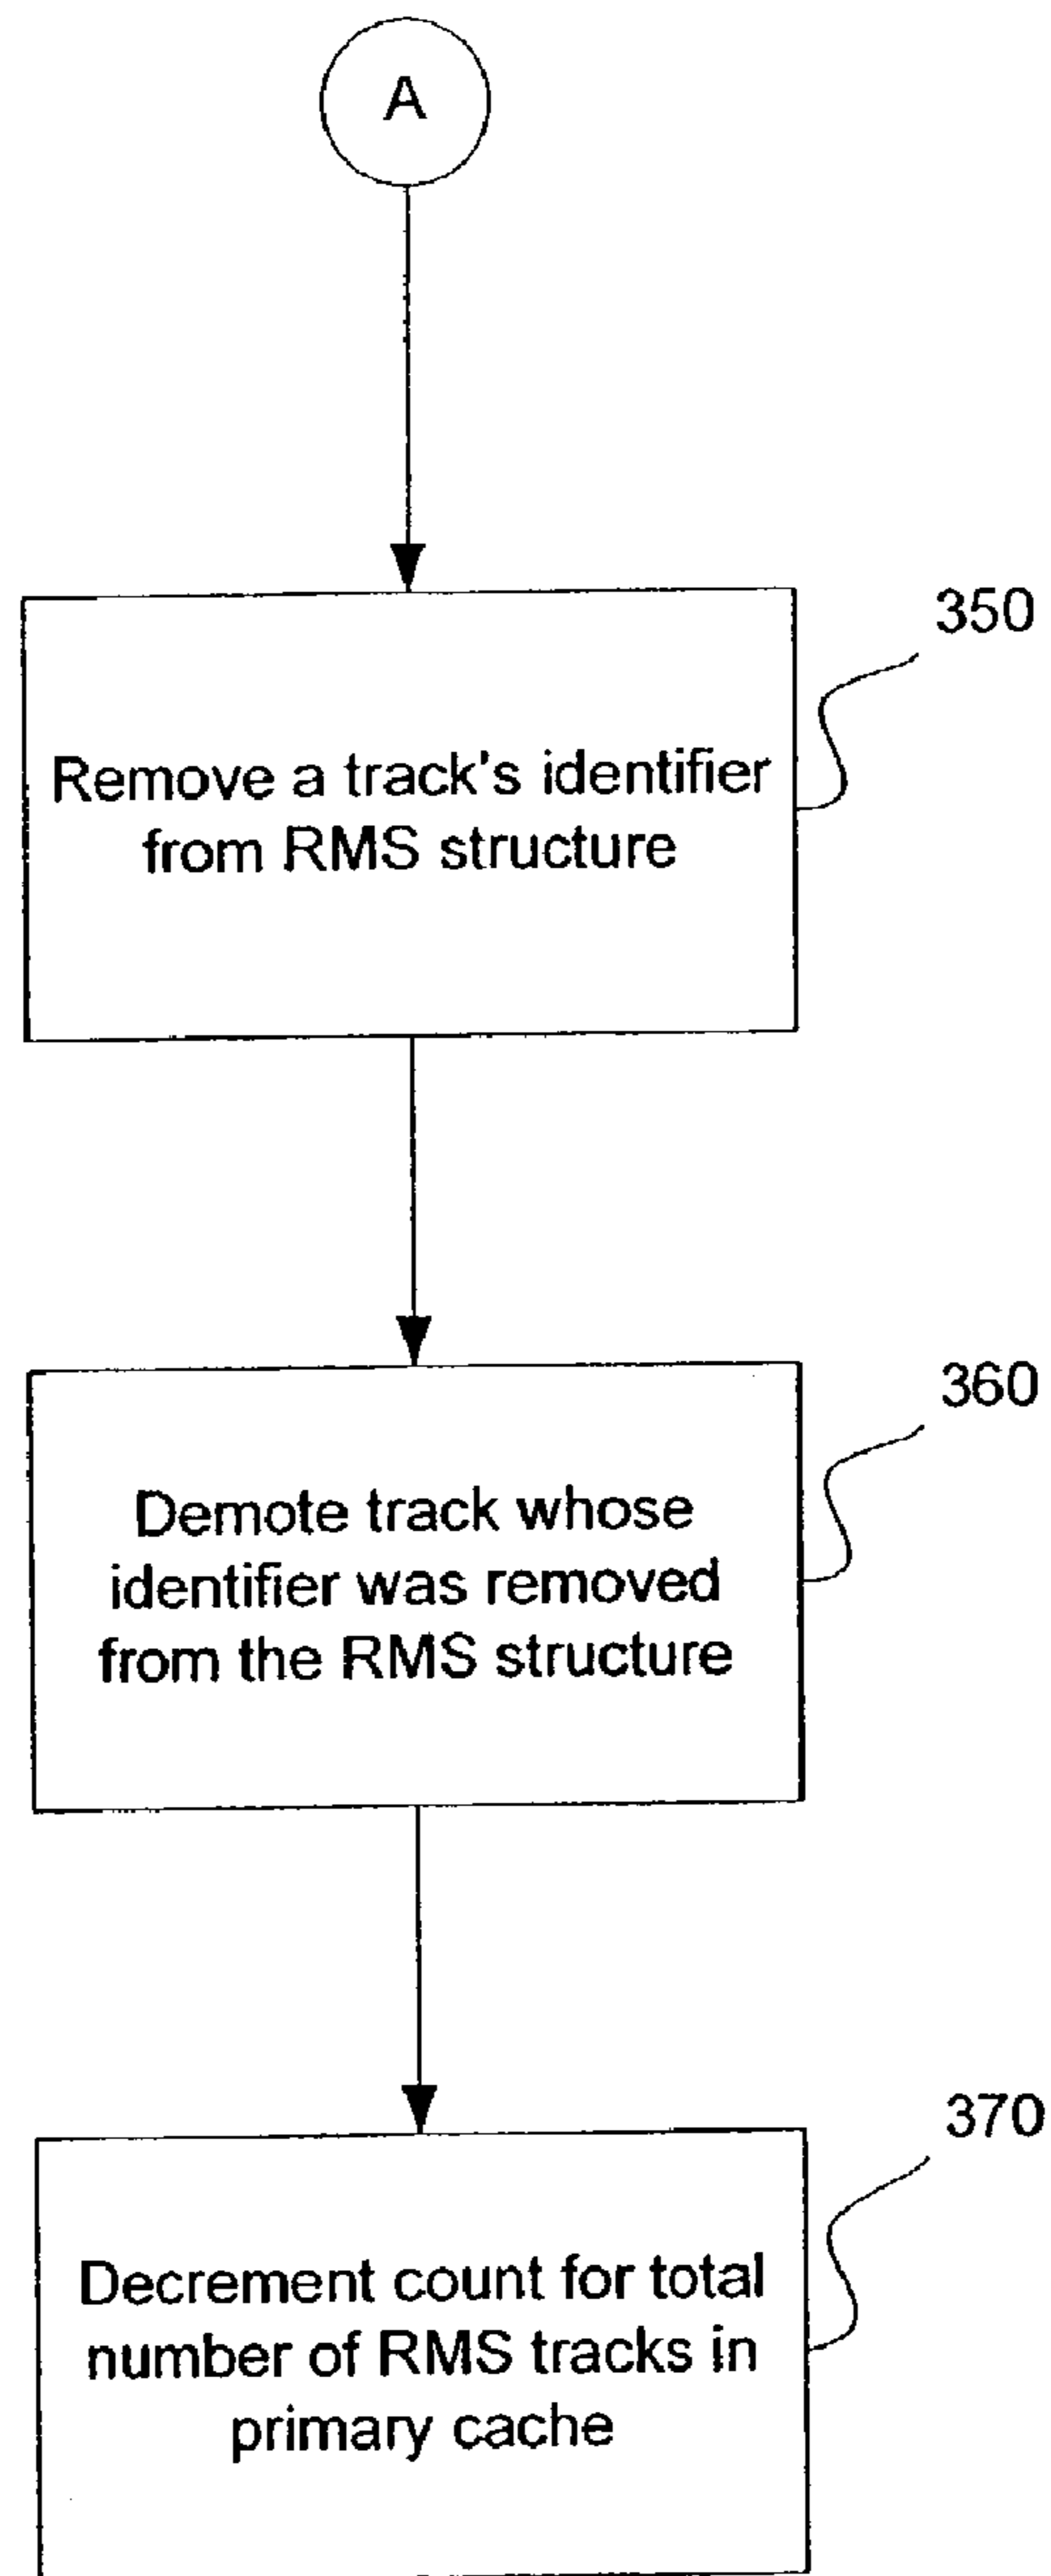 A
350
Remove a track's identifier
from RMS structure
360
Demote track whose
identifier was removed
from the RMS structure
370
Decrement count for total
number of RMS tracks in
primary cache